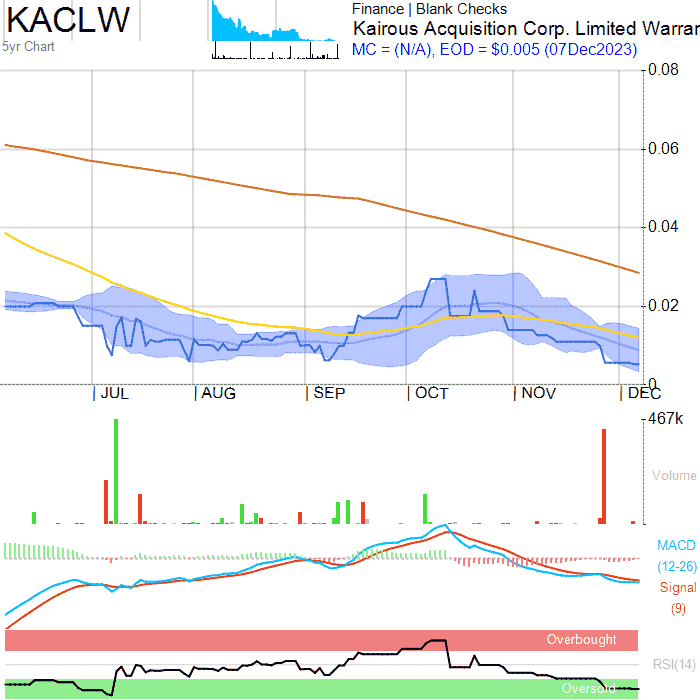 KACLW
5yr Chart
Finance | Blank Checks
Kairous Acquisition Corp. Limited Warran
MC = (N/A), EOD = $0.005 (07Dec2023)
0.08
0.06
0.04
0.02
0
JUL AUG SEP OCT NOV DEC
467k
Volume
MACD
(12-26)
Signal
(9)
Overbought
RSI(14)
Oversold